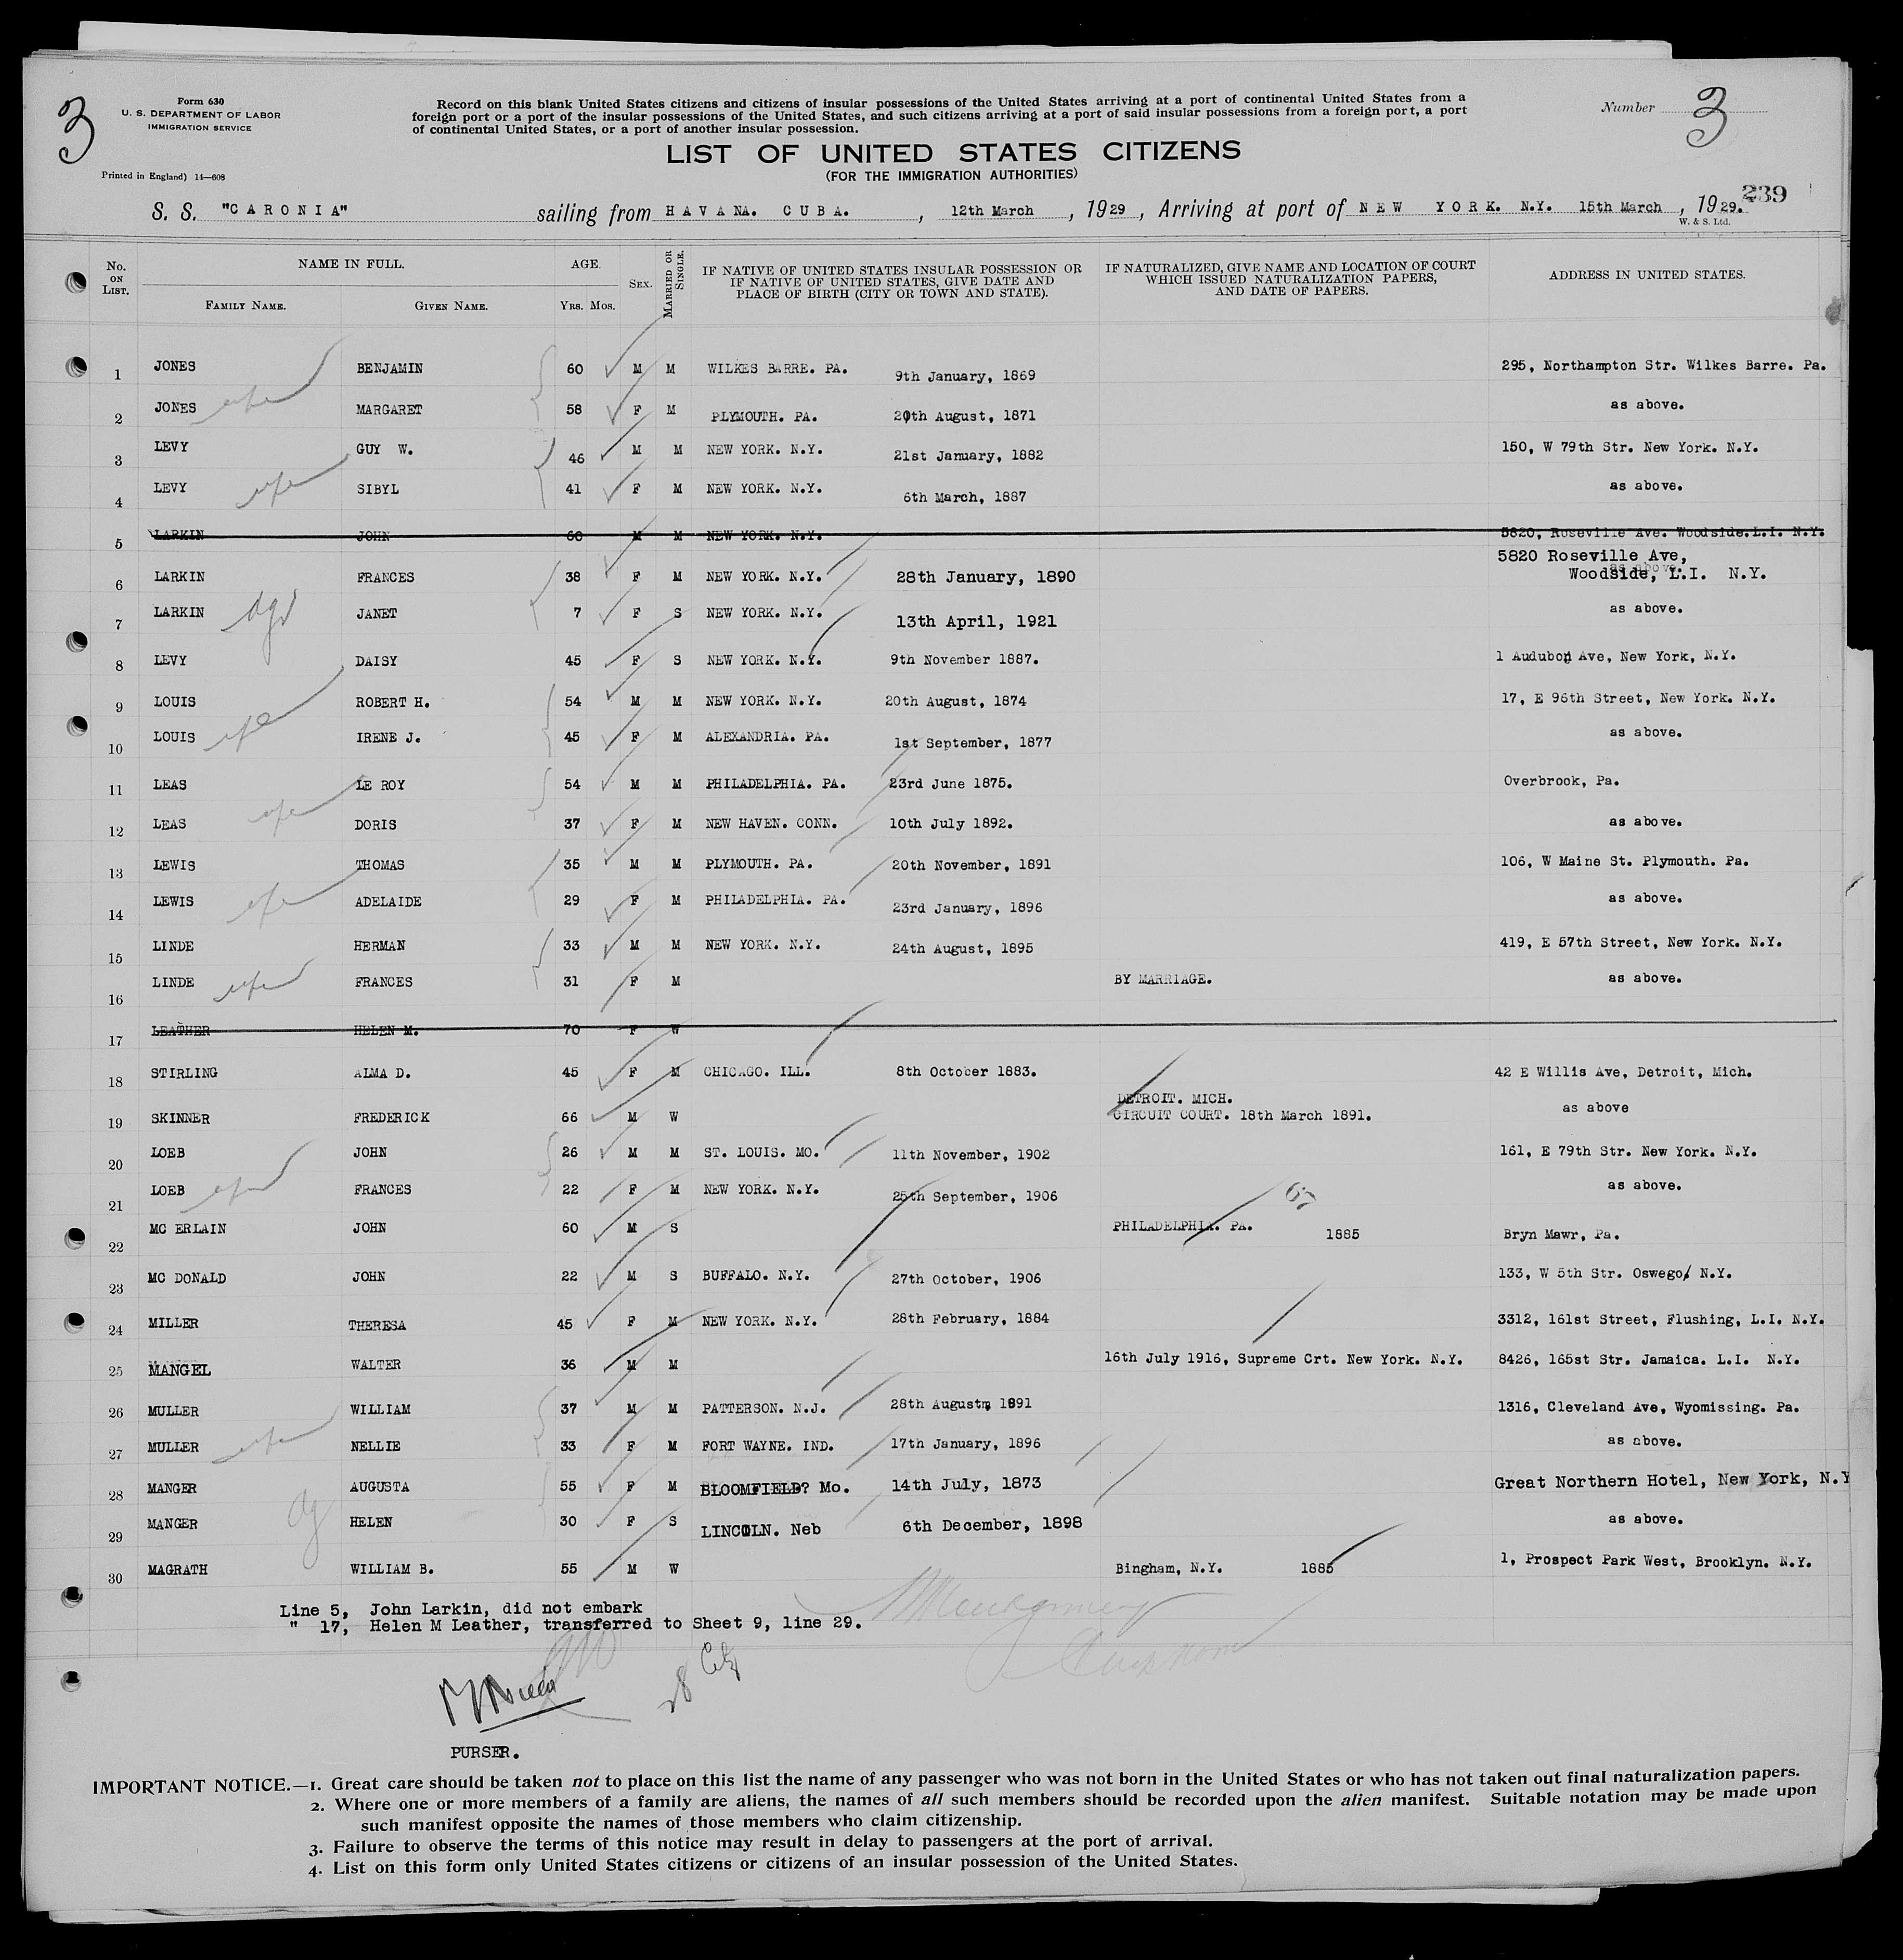 3
Form 630
U. S. DEPARTMENT OF LABOR
IMMIGRATION SERVICE
Printed in England) 14—608
Record on this blank United States citizens and citizens of insular possessions of the United States arriving at a port of continental United States from a
foreign port or a port of the insular possessions of the United States, and such citizens arriving at a port of said insular possessions from a foreign port, a port
of continental United States, or a port of another insular possession.
Number 3
LIST OF UNITED STATES CITIZENS
(FOR THE IMMIGRATION AUTHORITIES)
239
S. S. "CARONIA" sailing from HAVANA. CUBA. , 12th March , 1929 , Arriving at port of NEW YORK. N.Y. 15th March , 1929.
W. & S. Ltd.
No. ON LIST. NAME IN FULL. AGE. SEX. MARRIED OR SINGLE. IF NATIVE OF UNITED STATES INSULAR POSSESSION OR IF NATIVE OF UNITED STATES, GIVE DATE AND PLACE OF BIRTH (CITY OR TOWN AND STATE). IF NATURALIZED, GIVE NAME AND LOCATION OF COURT WHICH ISSUED NATURALIZATION PAPERS, AND DATE OF PAPERS. ADDRESS IN UNITED STATES.
FAMILY NAME. GIVEN NAME. YRS. MOS.
1 JONES BENJAMIN 60 M M WILKES BARRE. PA. 9th January, 1869 295, Northampton Str. Wilkes Barre. Pa.
2 JONES MARGARET 58 F M PLYMOUTH. PA. 20th August, 1871 as above.
3 LEVY GUY W. 46 M M NEW YORK. N.Y. 21st January, 1882 150, W 79th Str. New York. N.Y.
4 LEVY SIBYL 41 F M NEW YORK. N.Y. 6th March, 1887 as above.
5 LARKIN JOHN 60 M M NEW YORK. N.Y. 5820, Roseville Ave. Woodside.L.I. N.Y.
6 LARKIN FRANCES 38 F M NEW YORK. N.Y. 28th January, 1890 5820 Roseville Ave, Woodside, L.I. N.Y.
7 LARKIN JANET 7 F S NEW YORK. N.Y. 13th April, 1921 as above.
8 LEVY DAISY 45 F S NEW YORK. N.Y. 9th November 1887. 1 Audubon Ave, New York, N.Y.
9 LOUIS ROBERT H. 54 M M NEW YORK. N.Y. 20th August, 1874 17, E 96th Street, New York. N.Y.
10 LOUIS IRENE J. 45 F M ALEXANDRIA. PA. 1st September, 1877 as above.
11 LEAS LE ROY 54 M M PHILADELPHIA. PA. 23rd June 1875. Overbrook, Pa.
12 LEAS DORIS 37 F M NEW HAVEN. CONN. 10th July 1892. as above.
13 LEWIS THOMAS 35 M M PLYMOUTH. PA. 20th November, 1891 106, W Maine St. Plymouth. Pa.
14 LEWIS ADELAIDE 29 F M PHILADELPHIA. PA. 23rd January, 1896 as above.
15 LINDE HERMAN 33 M M NEW YORK. N.Y. 24th August, 1895 419, E 57th Street, New York. N.Y.
16 LINDE FRANCES 31 F M BY MARRIAGE. as above.
17 LEATHER HELEN M. 70 F W
18 STIRLING ALMA D. 45 F M CHICAGO. ILL. 8th October 1883. 42 E Willis Ave, Detroit, Mich.
19 SKINNER FREDERICK 66 M W DETROIT. MICH. CIRCUIT COURT. 18th March 1891. as above
20 LOEB JOHN 26 M M ST. LOUIS. MO. 11th November, 1902 161, E 79th Str. New York. N.Y.
21 LOEB FRANCES 22 F M NEW YORK. N.Y. 25th September, 1906 as above.
22 MC ERLAIN JOHN 60 M S PHILADELPHIA. PA. 67 1885 Bryn Mawr, Pa.
23 MC DONALD JOHN 22 M S BUFFALO. N.Y. 27th October, 1906 133, W 5th Str. Oswego, N.Y.
24 MILLER THERESA 45 F M NEW YORK. N.Y. 28th February, 1884 3312, 161st Street, Flushing, L.I. N.Y.
25 MANGEL WALTER 36 M M 16th July 1916, Supreme Crt. New York. N.Y. 8426, 165st Str. Jamaica. L.I. N.Y.
26 MULLER WILLIAM 37 M M PATTERSON. N.J. 28th August, 1891 1316, Cleveland Ave, Wyomissing. Pa.
27 MULLER NELLIE 33 F M FORT WAYNE. IND. 17th January, 1896 as above.
28 MANGER AUGUSTA 55 F M BLOOMFIELD? Mo. 14th July, 1873 Great Northern Hotel, New York, N.Y
29 MANGER HELEN 30 F S LINCOLN. Neb 6th December, 1898 as above.
30 MAGRATH WILLIAM B. 55 M W Bingham, N.Y. 1885 1, Prospect Park West, Brooklyn. N.Y.
Line 5, John Larkin, did not embark
" 17, Helen M Leather, transferred to Sheet 9, line 29.
28
PURSER.
IMPORTANT NOTICE.—1. Great care should be taken not to place on this list the name of any passenger who was not born in the United States or who has not taken out final naturalization papers.
2. Where one or more members of a family are aliens, the names of all such members should be recorded upon the alien manifest. Suitable notation may be made upon
such manifest opposite the names of those members who claim citizenship.
3. Failure to observe the terms of this notice may result in delay to passengers at the port of arrival.
4. List on this form only United States citizens or citizens of an insular possession of the United States.